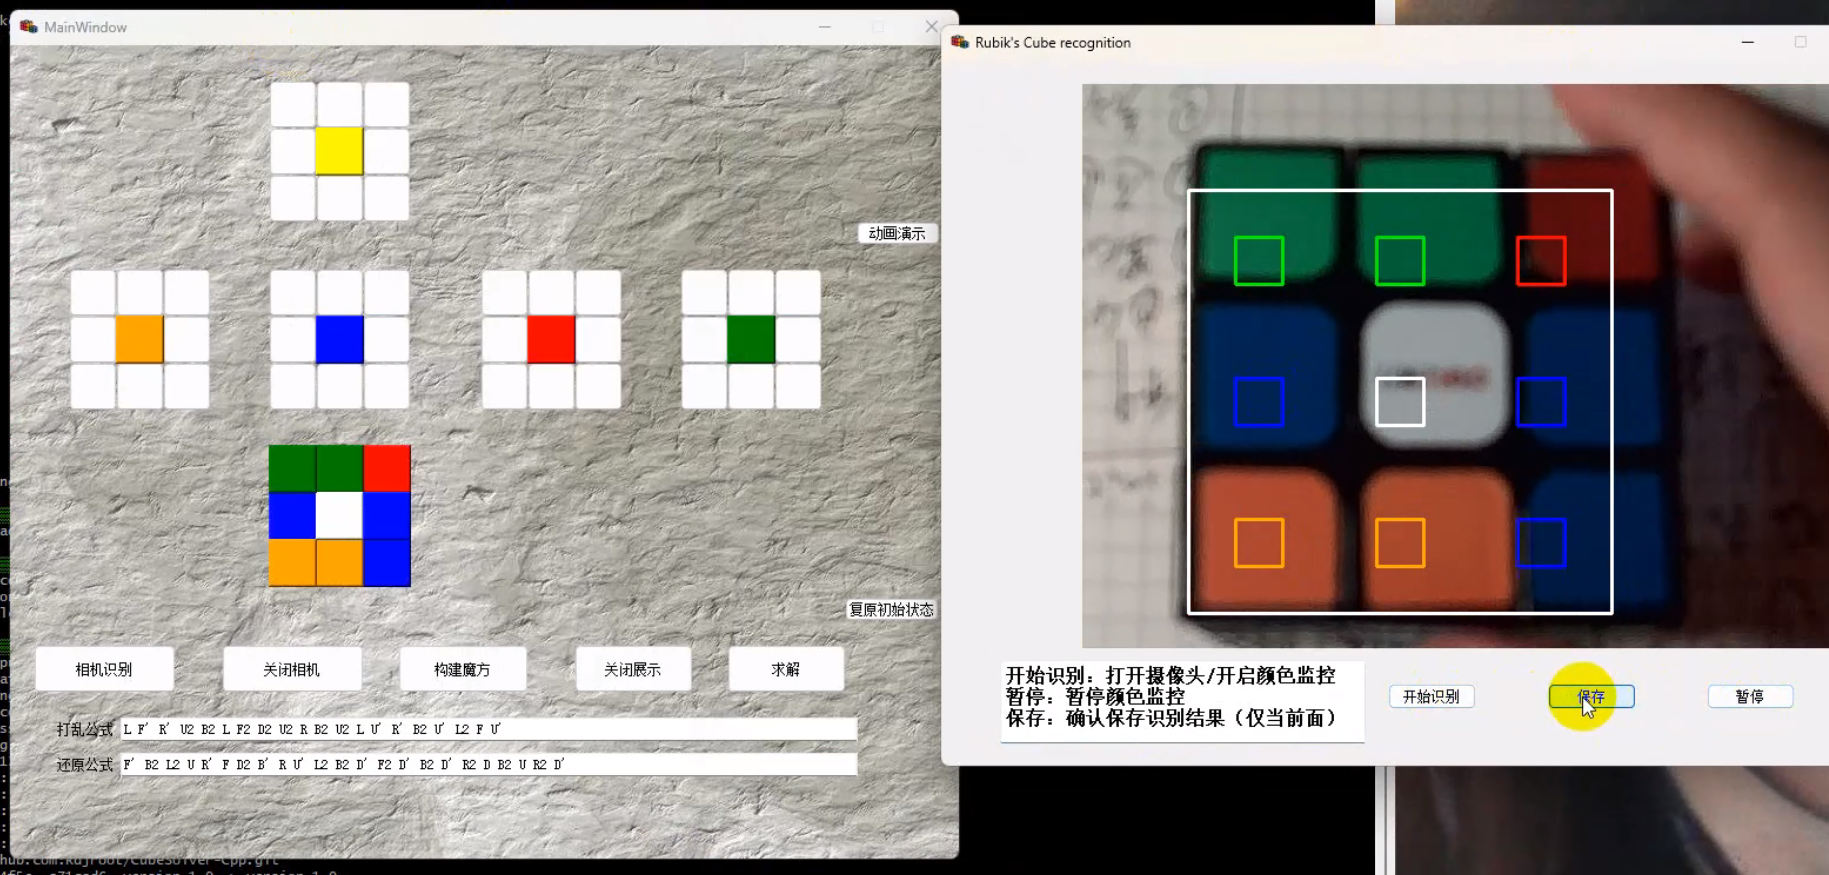 MainWindow
Rubik's Cube recognition
动画演示
复原初始状态
相机识别
关闭相机
构建魔方
关闭展示
求解
打乱公式 L F' R' U2 B2 L F2 D2 U2 R B2 U2 L U' R' B2 U' L2 F U'
还原公式 F' B2 L2 U R' F D2 B' R U' L2 B2 D' F2 D' B2 D' R2 D B2 U R2 D'
开始识别：打开摄像头/开启颜色监控
暂停：暂停颜色监控
保存：确认保存识别结果（仅当前面）
开始识别
保存
暂停
hub.com:RdjRoot/CubeSolver-Cpp.git